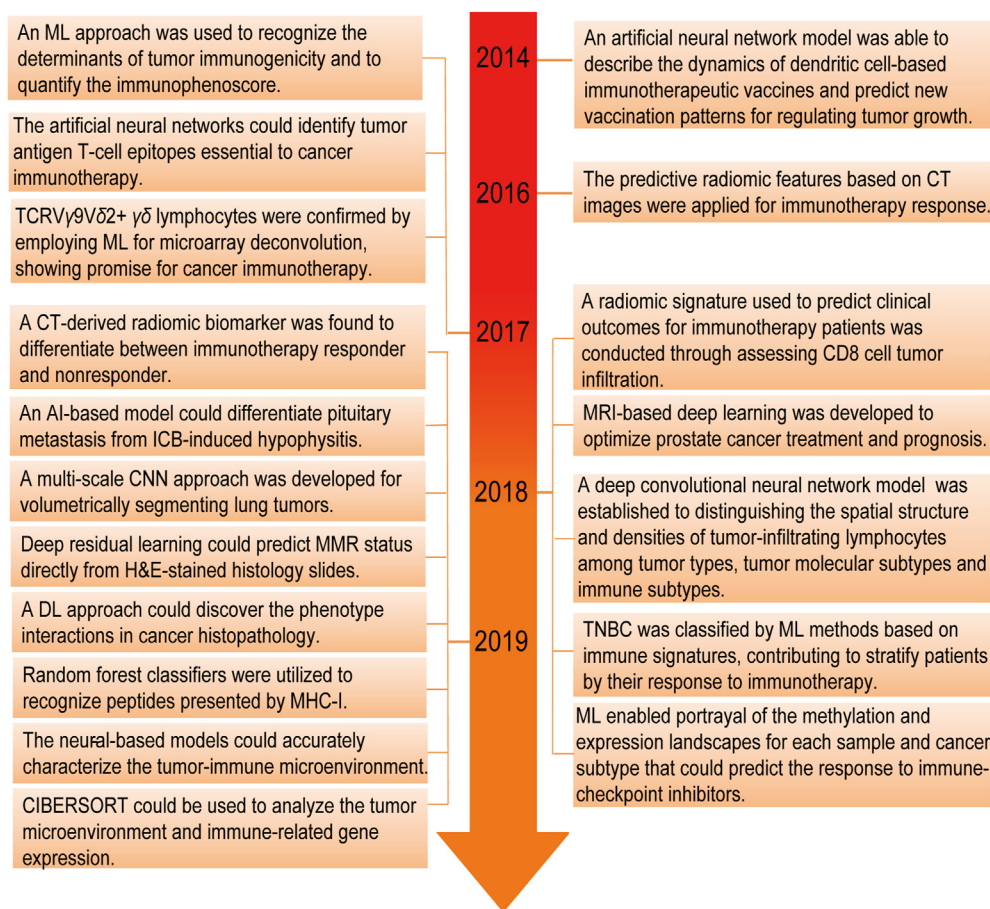 An ML approach was used to recognize the
determinants of tumor immunogenicity and to
quantify the immunophenoscore.
The artificial neural networks could identify tumor
antigen T-cell epitopes essential to cancer
immunotherapy.
TCRVγ9Vδ2+ γδ lymphocytes were confirmed by
employing ML for microarray deconvolution,
showing promise for cancer immunotherapy.
A CT-derived radiomic biomarker was found to
differentiate between immunotherapy responder
and nonresponder.
An AI-based model could differentiate pituitary
metastasis from ICB-induced hypophysitis.
A multi-scale CNN approach was developed for
volumetrically segmenting lung tumors.
Deep residual learning could predict MMR status
directly from H&E-stained histology slides.
A DL approach could discover the phenotype
interactions in cancer histopathology.
Random forest classifiers were utilized to
recognize peptides presented by MHC-I.
The neural-based models could accurately
characterize the tumor-immune microenvironment.
CIBERSORT could be used to analyze the tumor
microenvironment and immune-related gene
expression.
2014
2016
2017
2018
2019
An artificial neural network model was able to
describe the dynamics of dendritic cell-based
immunotherapeutic vaccines and predict new
vaccination patterns for regulating tumor growth.
The predictive radiomic features based on CT
images were applied for immunotherapy response.
A radiomic signature used to predict clinical
outcomes for immunotherapy patients was
conducted through assessing CD8 cell tumor
infiltration.
MRI-based deep learning was developed to
optimize prostate cancer treatment and prognosis.
A deep convolutional neural network model was
established to distinguishing the spatial structure
and densities of tumor-infiltrating lymphocytes
among tumor types, tumor molecular subtypes and
immune subtypes.
TNBC was classified by ML methods based on
immune signatures, contributing to stratify patients
by their response to immunotherapy.
ML enabled portrayal of the methylation and
expression landscapes for each sample and cancer
subtype that could predict the response to immune-
checkpoint inhibitors.